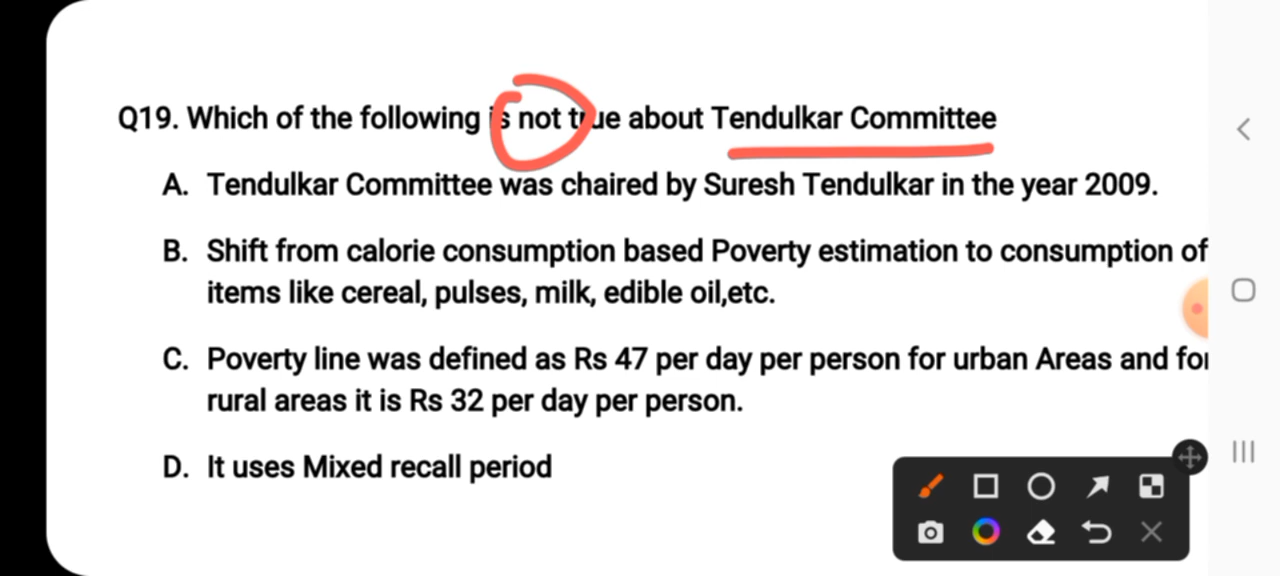 Q19. Which of the following is not true about Tendulkar Committee
A. Tendulkar Committee was chaired by Suresh Tendulkar in the year 2009.
B. Shift from calorie consumption based Poverty estimation to consumption of
items like cereal, pulses, milk, edible oil,etc.
C. Poverty line was defined as Rs 47 per day per person for urban Areas and for
rural areas it is Rs 32 per day per person.
D. It uses Mixed recall period